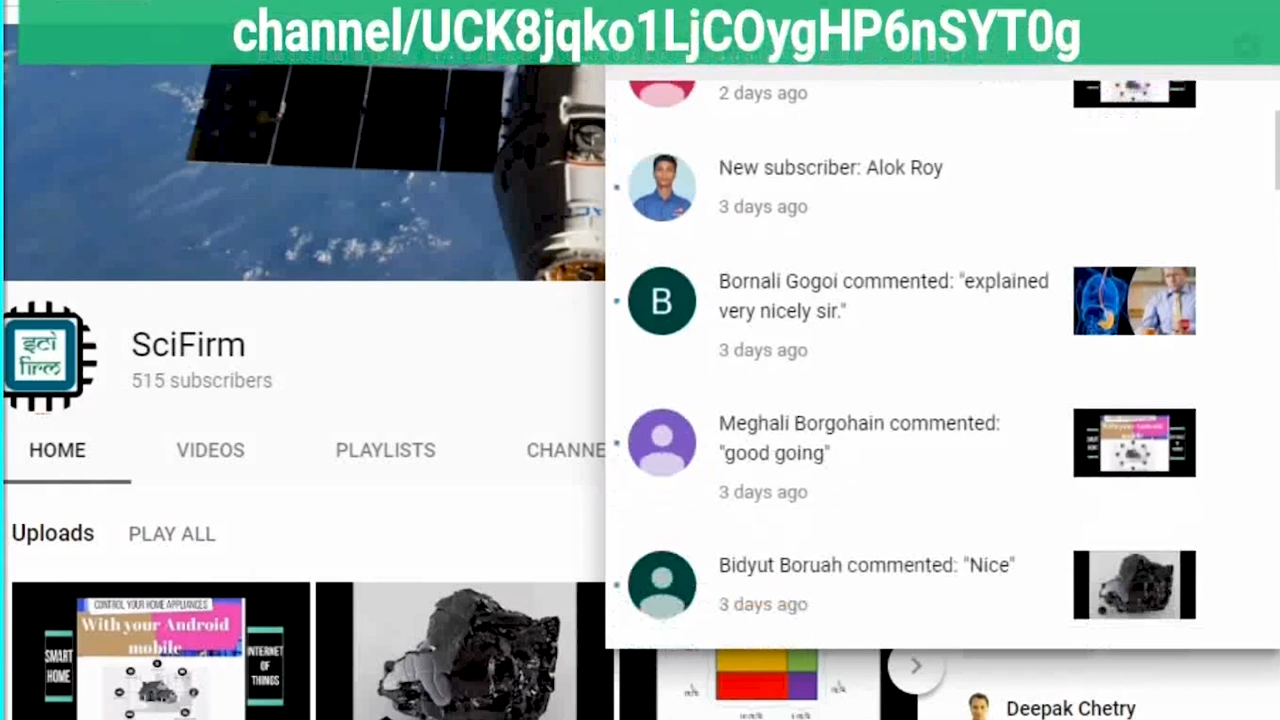 channel/UCK8jqko1LjCOygHP6nSYT0g
2 days ago
New subscriber: Alok Roy
3 days ago
Bornali Gogoi commented: "explained
very nicely sir."
3 days ago
Meghali Borgohain commented:
"good going"
3 days ago
Bidyut Boruah commented: "Nice"
3 days ago
sci
firm
SciFirm
515 subscribers
HOME
VIDEOS
PLAYLISTS
CHANNE
Uploads
PLAY ALL
CONTROL YOUR HOME APPLIANCES
With your Android
mobile
SMART
HOME
INTERNET
OF
THINGS
Deepak Chetry